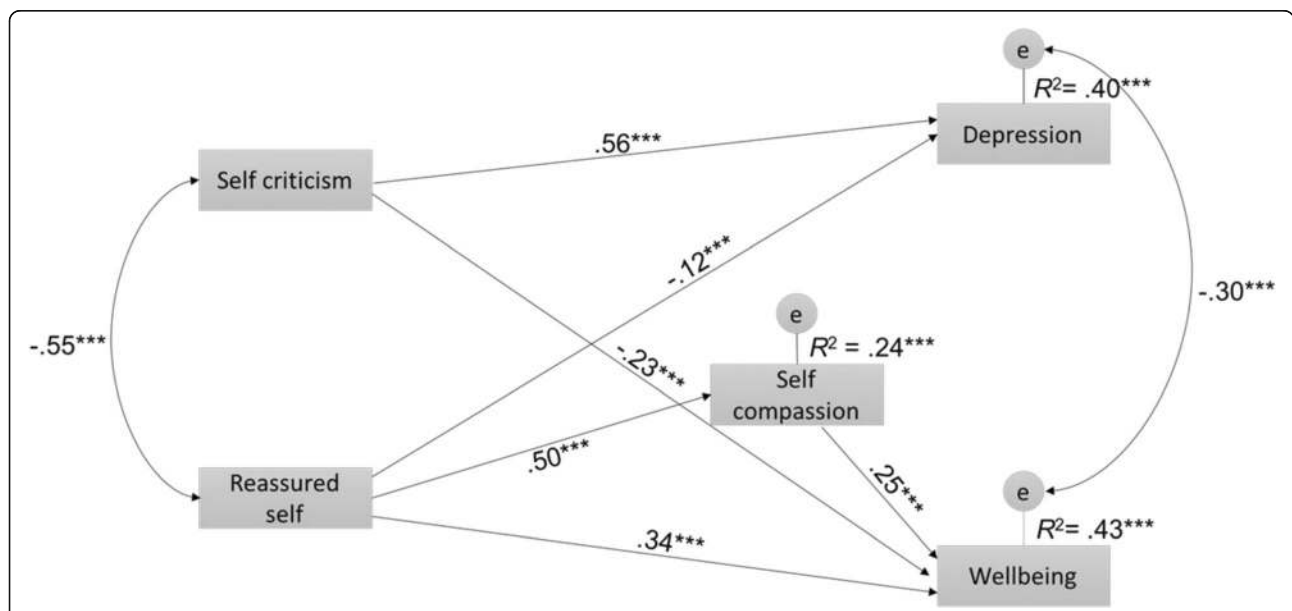 e
R²= .40***
Depression
.56***
Self criticism
-.12***
-.30***
e
-.55***
R² = .24***
-.23***
Self
compassion
.50***
.25***
Reassured
self
e
R²= .43***
.34***
Wellbeing